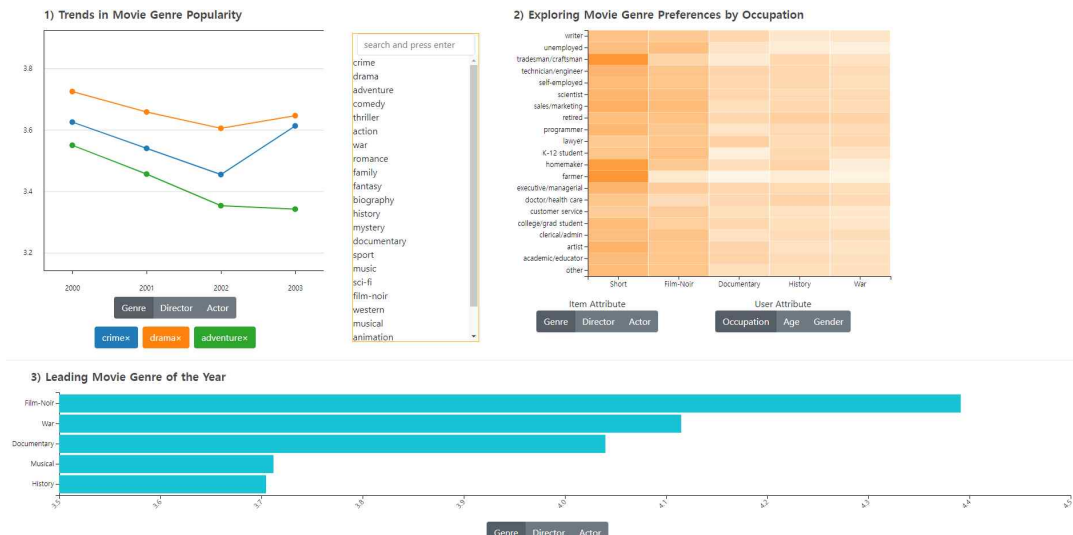 1) Trends in Movie Genre Popularity
3.8
3.6
3.4
3.2
2000 2001 2002 2003
Genre Director Actor
crime× drama× adventure×
search and press enter
crime
drama
adventure
comedy
thriller
action
war
romance
family
fantasy
biography
history
mystery
documentary
sport
music
sci-fi
film-noir
western
musical
animation
2) Exploring Movie Genre Preferences by Occupation
writer
unemployed
tradesman/craftsman
technician/engineer
self-employed
scientist
sales/marketing
retired
programmer
lawyer
K-12 student
homemaker
farmer
executive/managerial
doctor/health care
customer service
college/grad student
clerical/admin
artist
academic/educator
other
Short Film-Noir Documentary History War
Item Attribute
Genre Director Actor
User Attribute
Occupation Age Gender
3) Leading Movie Genre of the Year
Film-Noir
War
Documentary
Musical
History
3.5 3.6 3.7 3.8 3.9 4.0 4.1 4.2 4.3 4.4 4.5
Genre Director Actor